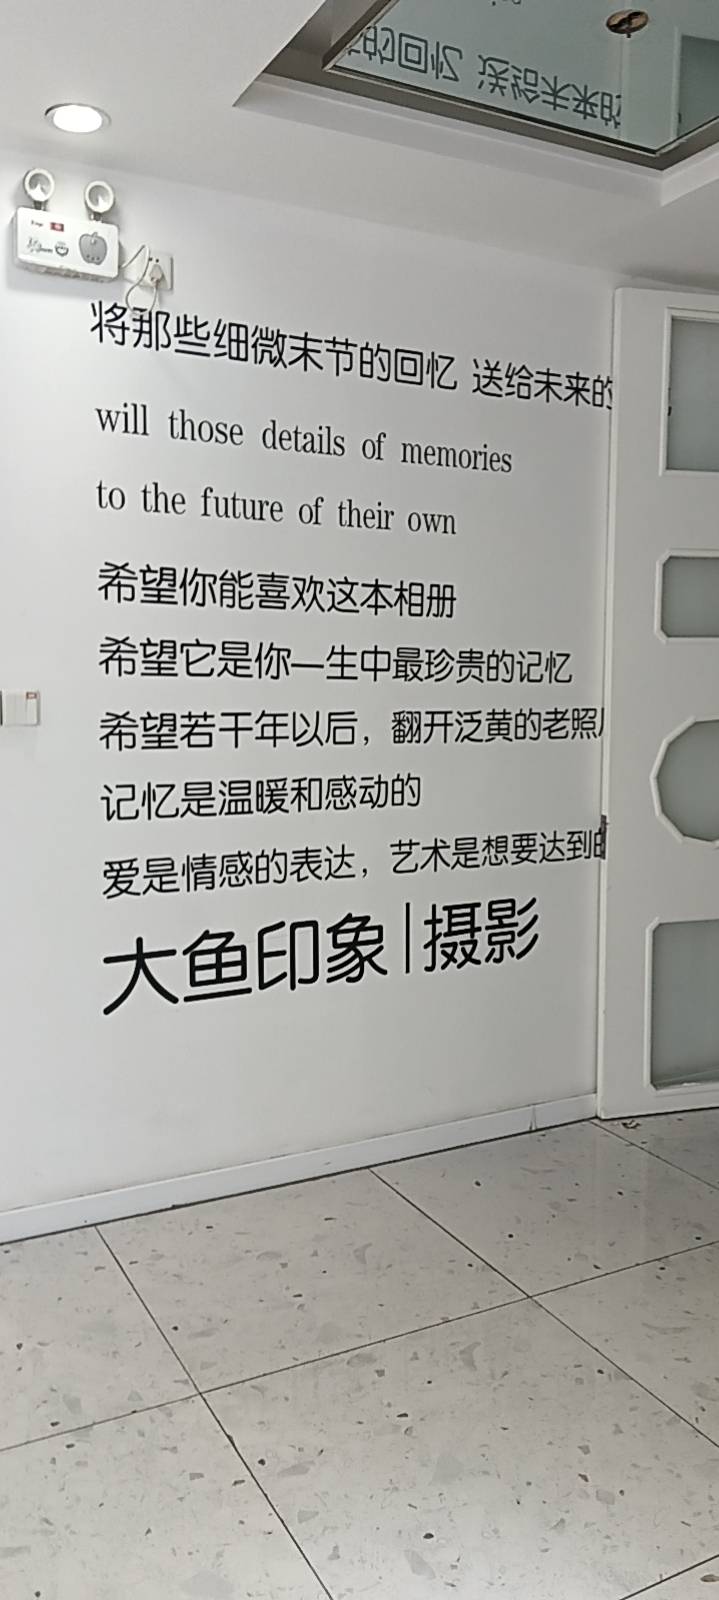 将那些细微末节的回忆 送给未来的
will those details of memories
to the future of their own
希望你能喜欢这本相册
希望它是你一生中最珍贵的记忆
希望若干年以后，翻开泛黄的老照
记忆是温暖和感动的
爱是情感的表达，艺术是想要达到的
大鱼印象|摄影